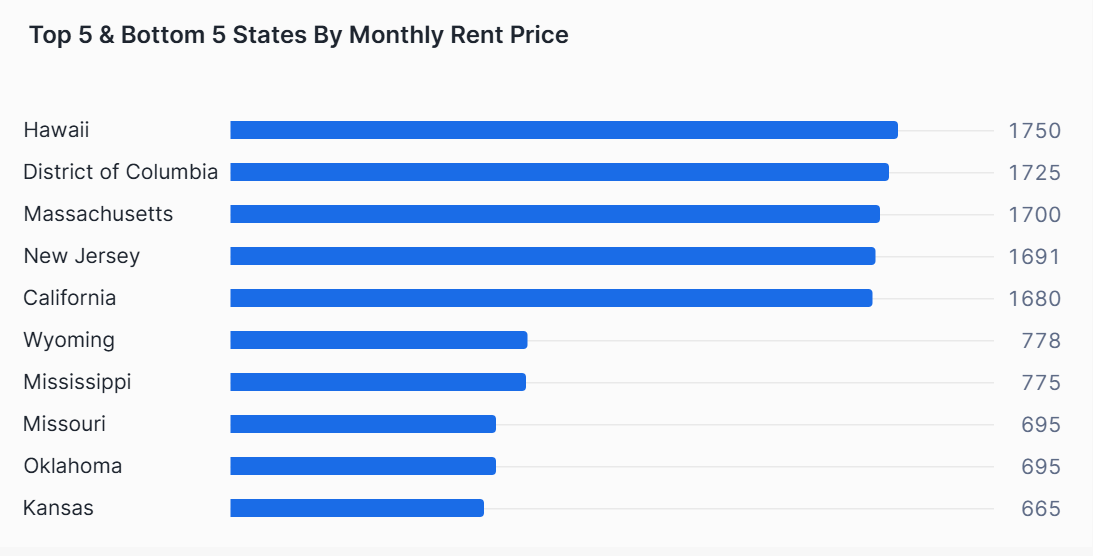 Top 5 & Bottom 5 States By Monthly Rent Price
Hawaii 1750
District of Columbia 1725
Massachusetts 1700
New Jersey 1691
California 1680
Wyoming 778
Mississippi 775
Missouri 695
Oklahoma 695
Kansas 665